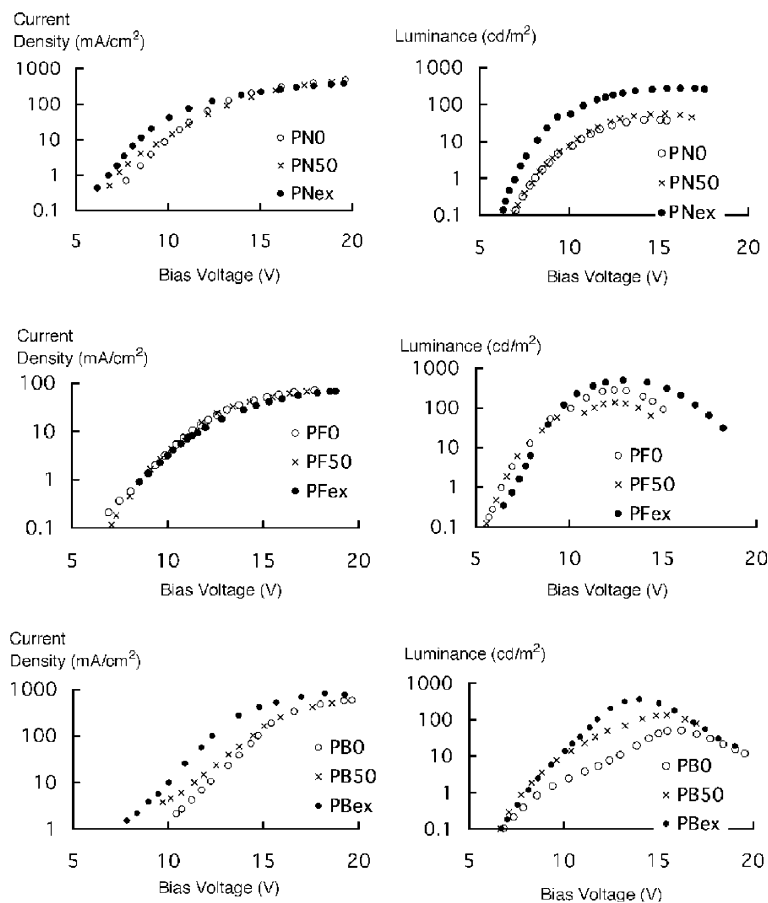 Current
Density (mA/cm²)
1000
100
10
1
0.1
PN0
PN50
PNex
5 10 15 20
Bias Voltage (V)
Luminance (cd/m²)
1000
100
10
1
0.1
PN0
PN50
PNex
5 10 15 20
Bias Voltage (V)
Current
Density (mA/cm²)
100
10
1
0.1
PF0
PF50
PFex
5 10 15 20
Bias Voltage (V)
Luminance (cd/m²)
1000
100
10
1
0.1
PF0
PF50
PFex
5 10 15 20
Bias Voltage (V)
Current
Density (mA/cm²)
1000
100
10
1
PB0
PB50
PBex
5 10 15 20
Bias Voltage (V)
Luminance (cd/m²)
1000
100
10
1
0.1
PB0
PB50
PBex
5 10 15 20
Bias Voltage (V)